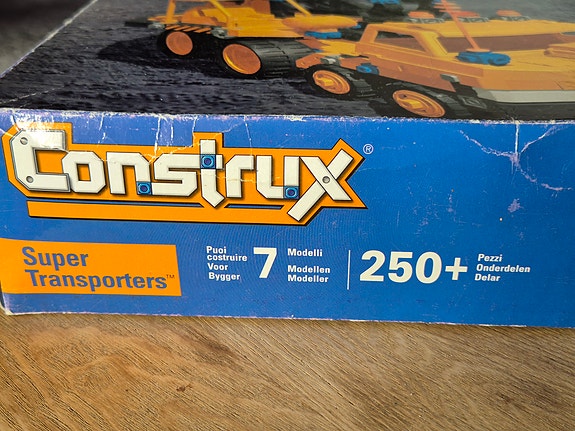 Construx®
Super
Transporters™
Puoi
costruire
Voor
Bygger
7
Modelli
Modellen
Modeller
250+
Pezzi
Onderdelen
Delar